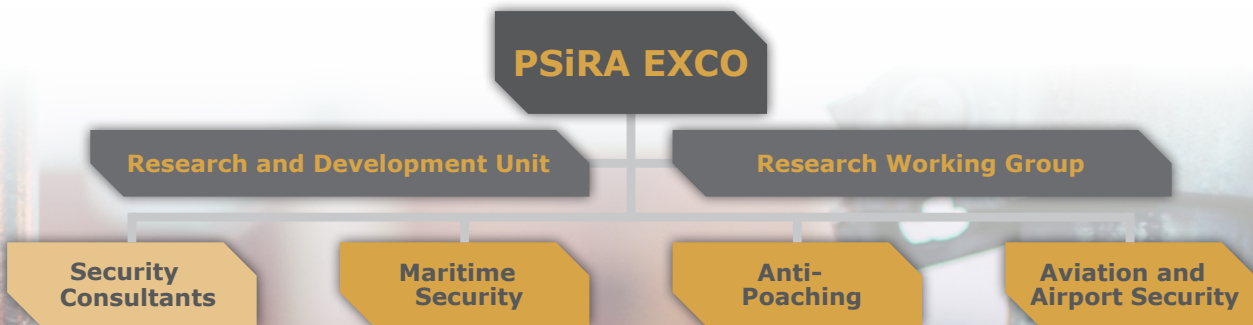 PSiRA EXCO
Research and Development Unit
Research Working Group
Security
Consultants
Maritime
Security
Anti-
Poaching
Aviation and
Airport Security